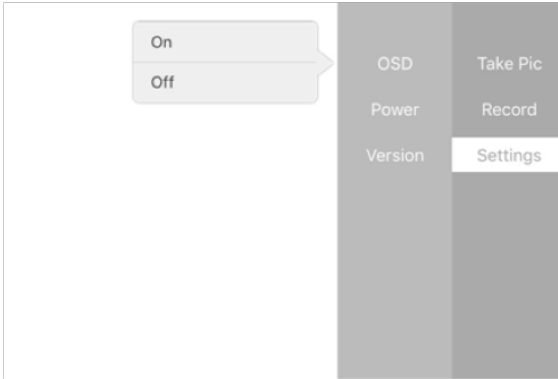 On
Off
OSD
Power
Version
Take Pic
Record
Settings